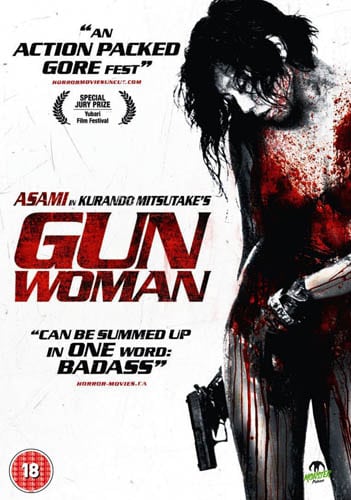 "AN
ACTION PACKED
GORE FEST"
HORRORMOVIESUNCUT.COM
SPECIAL
JURY PRIZE
Yubari
Film Festival
ASAMI IN KURANDO MITSUTAKE'S
GUN
WOMAN
"CAN BE SUMMED UP
IN ONE WORD:
BADASS"
HORROR-MOVIES.CA
18
MONSTER